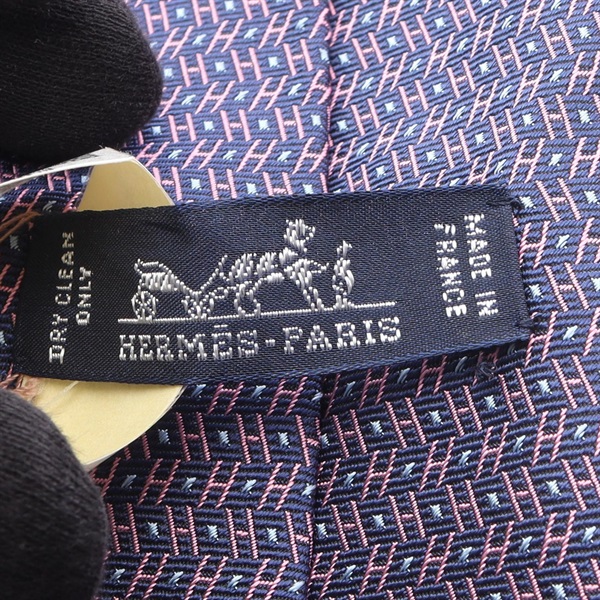 DRY CLEAN
ONLY
HERMÈS-PARIS
MADE IN
FRANCE